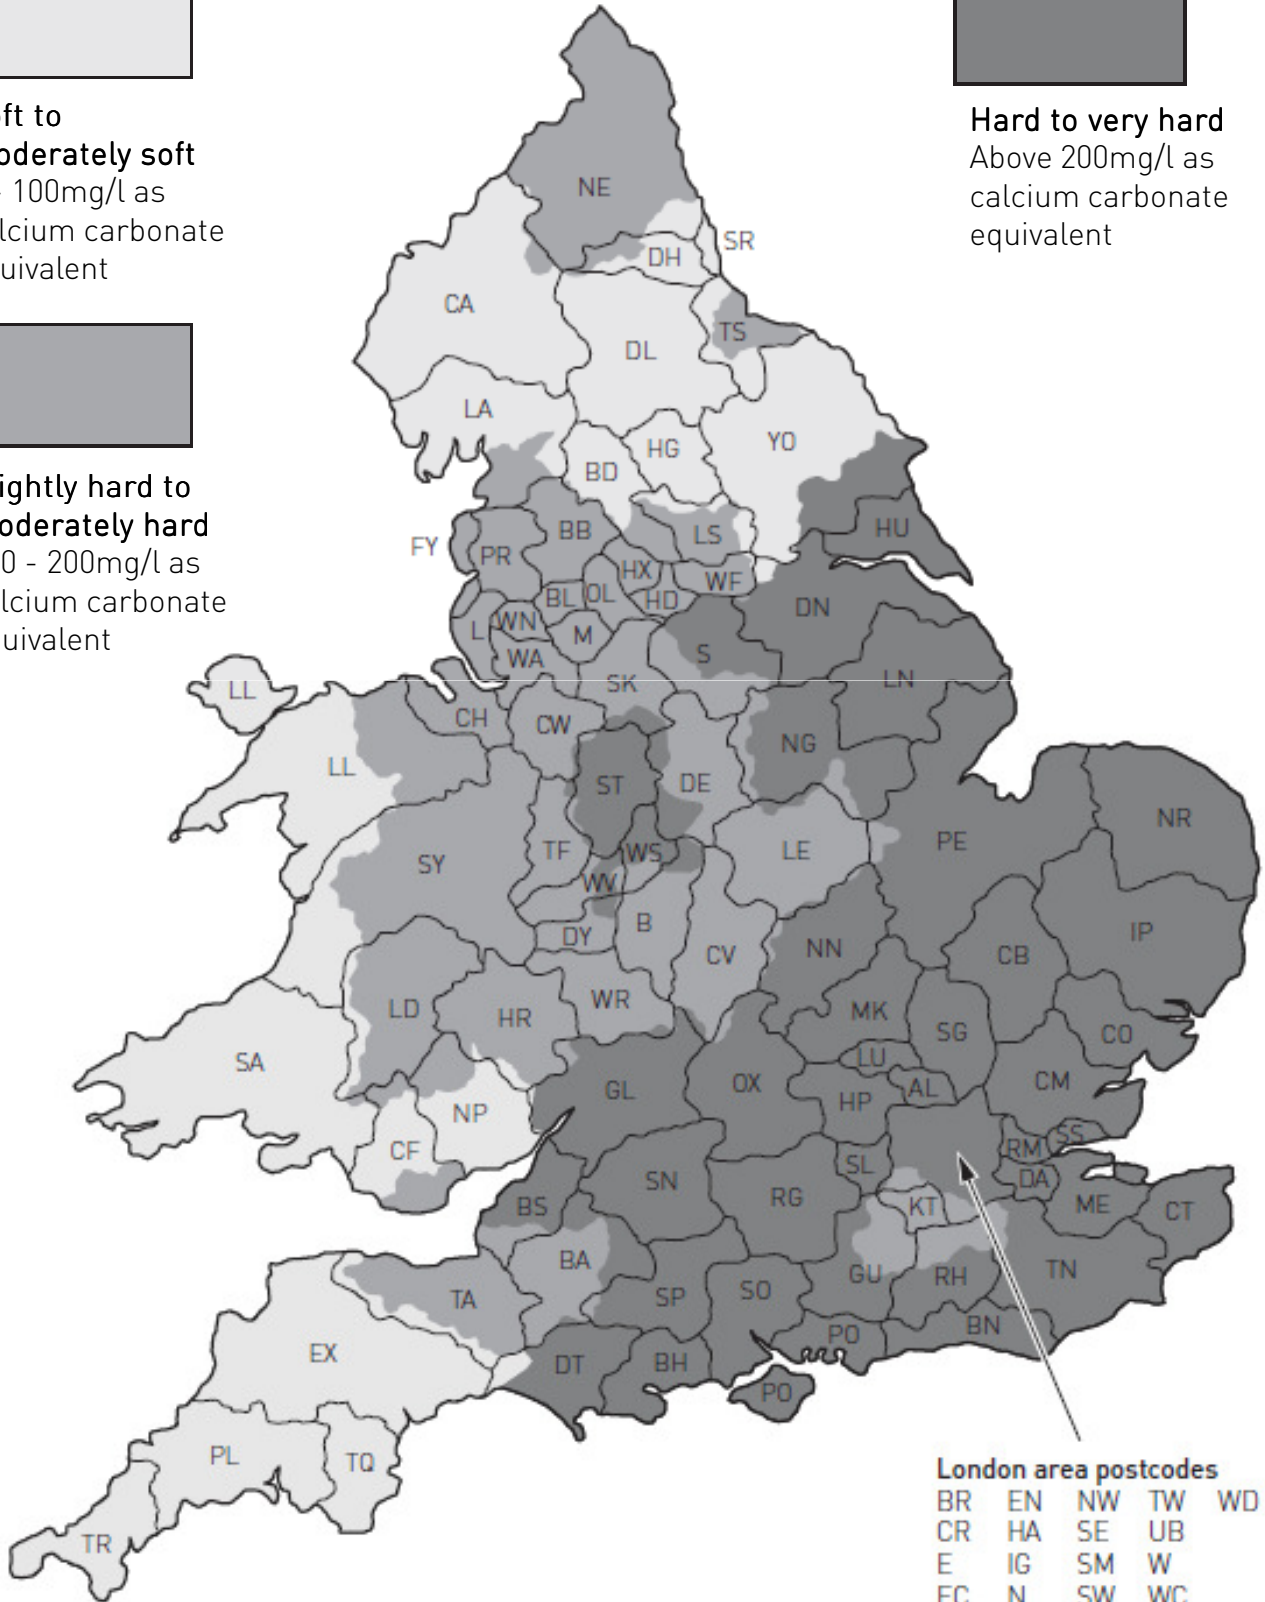 ft to
oderately soft
- 100mg/l as
lcium carbonate
uivalent
Hard to very hard
Above 200mg/l as
calcium carbonate
equivalent
ightly hard to
oderately hard
0 - 200mg/l as
lcium carbonate
uivalent
NE
SR
DH
CA
TS
DL
LA
YO
HG
BD
HU
LS
BB
FY
PR
HX
WF
BL
OL
HD
DN
L
WN
M
S
WA
SK
LN
LL
CH
CW
NG
LL
ST
DE
NR
PE
SY
TF
WS
LE
WV
B
IP
DY
NN
CV
CB
WR
LD
HR
MK
SG
CO
LU
SA
GL
OX
AL
CM
HP
NP
SS
CF
RM
SL
DA
SN
RG
BS
KT
ME
CT
BA
GU
RH
TN
TA
SP
SO
BN
PO
EX
DT
BH
PO
PL
TQ
TR
London area postcodes
BR EN NW TW WD
CR HA SE UB
E IG SM W
EC N SW WC